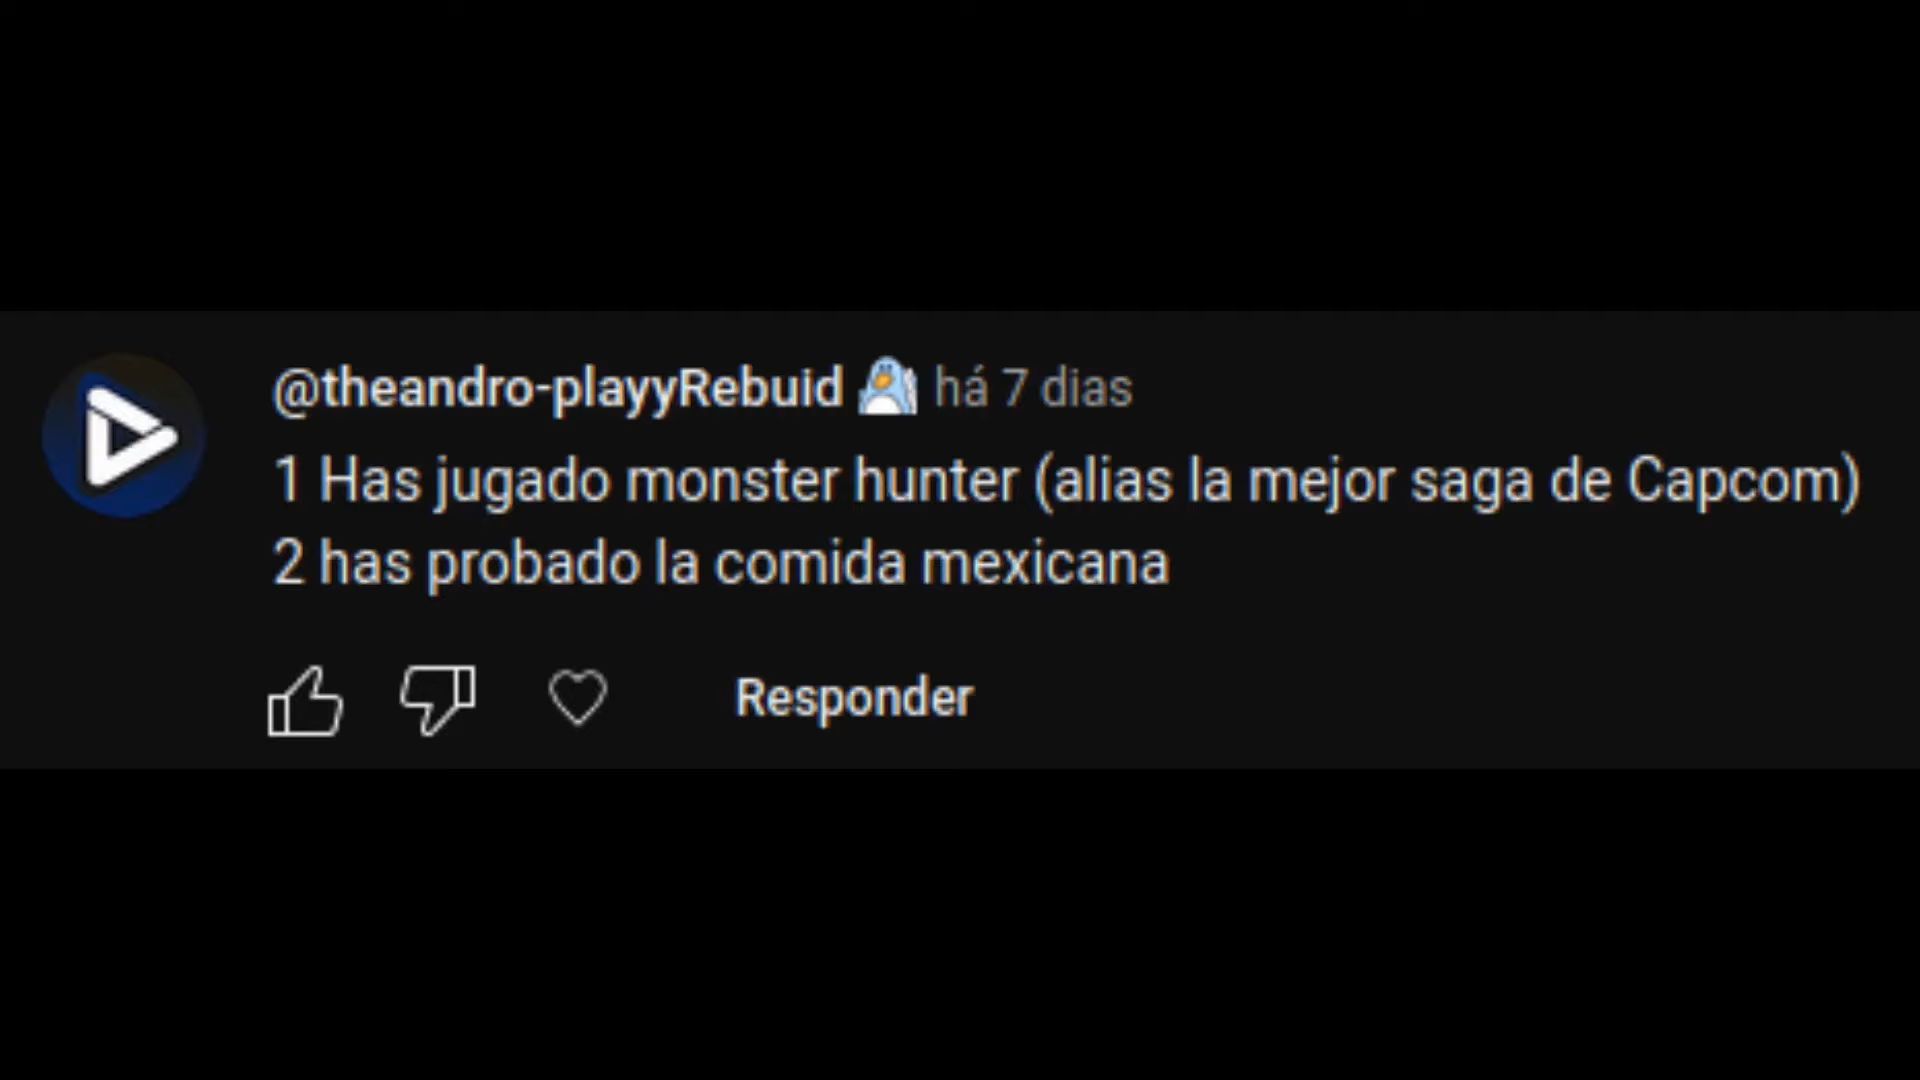 @theandro-playyRebuid há 7 dias
1 Has jugado monster hunter (alias la mejor saga de Capcom)
2 has probado la comida mexicana
Responder